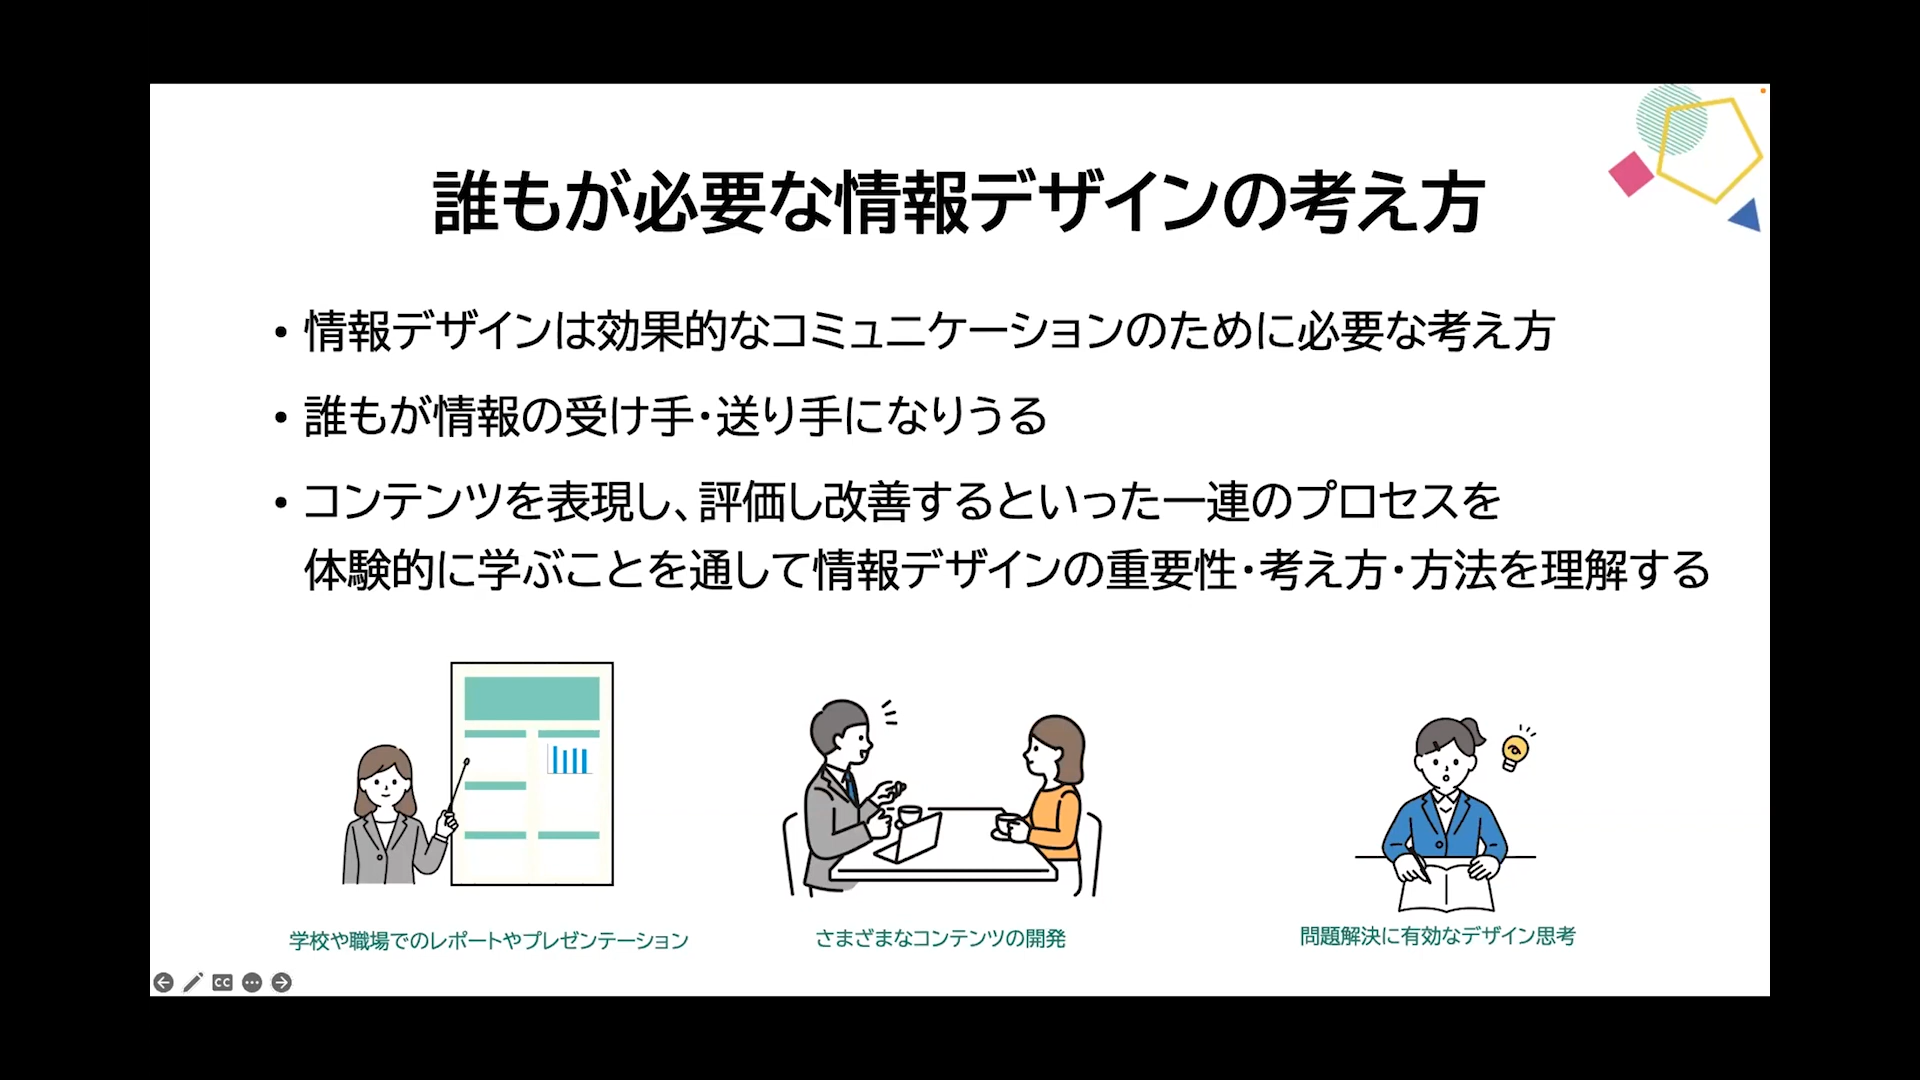 誰もが必要な情報デザインの考え方
・情報デザインは効果的なコミュニケーションのために必要な考え方
・誰もが情報の受け手・送り手になりうる
・コンテンツを表現し、評価し改善するといった一連のプロセスを
体験的に学ぶことを通して情報デザインの重要性・考え方・方法を理解する
学校や職場でのレポートやプレゼンテーション
さまざまなコンテンツの開発
問題解決に有効なデザイン思考
CC